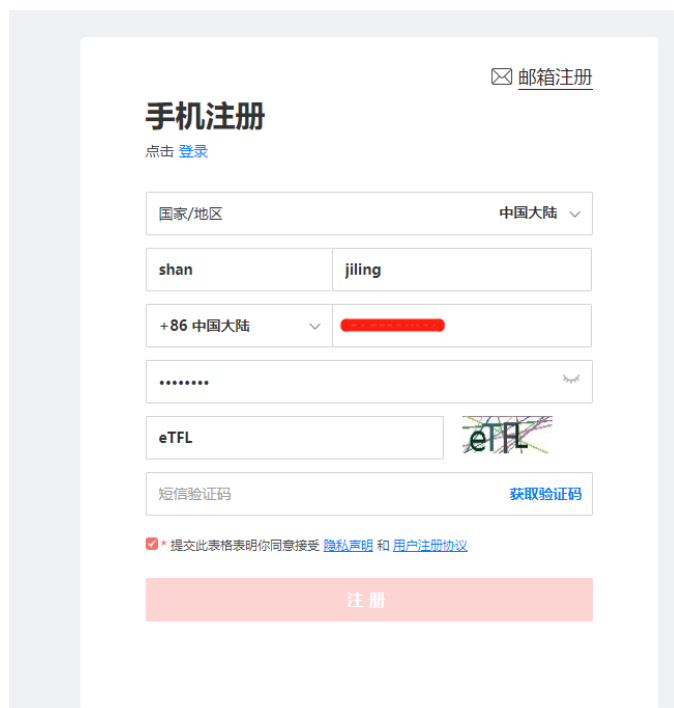 邮箱注册
手机注册
点击 登录
国家/地区 中国大陆
shan jiling
+86 中国大陆
••••••••
eTFL eTFL
短信验证码 获取验证码
* 提交此表格表明你同意接受 隐私声明 和 用户注册协议
注 册